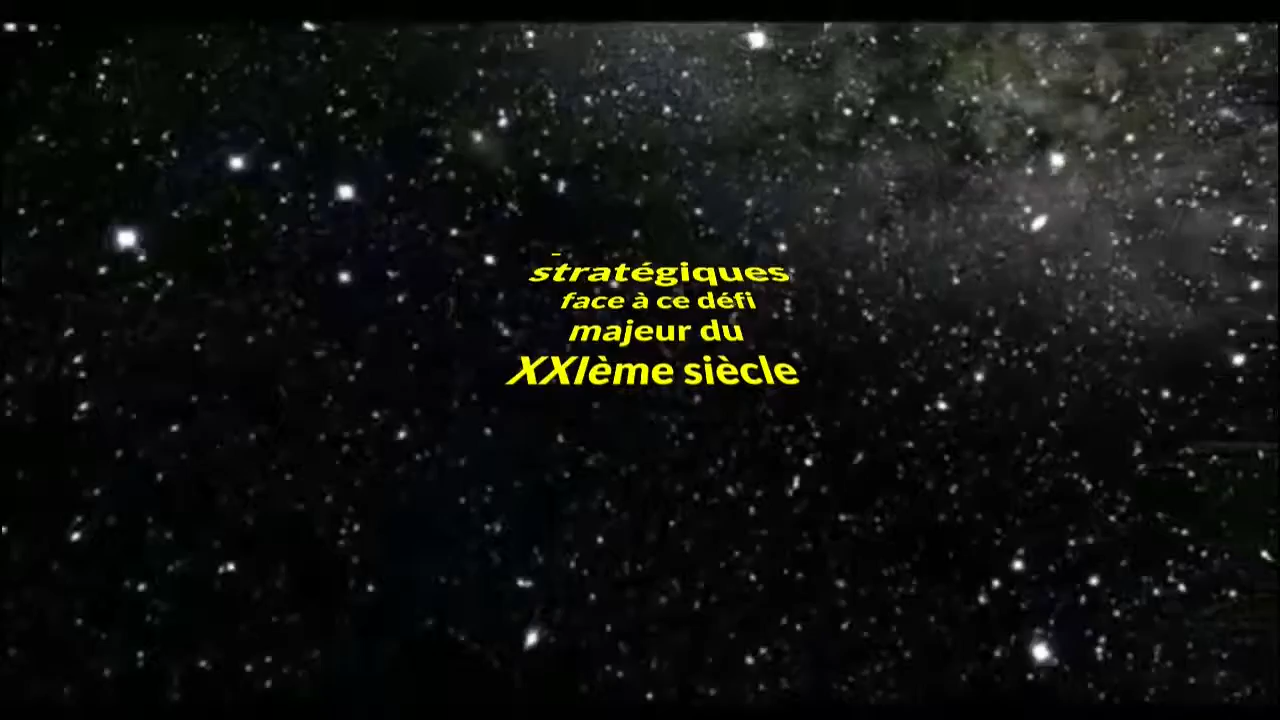 stratégiques
face à ce défi
majeur du
XXIème siècle